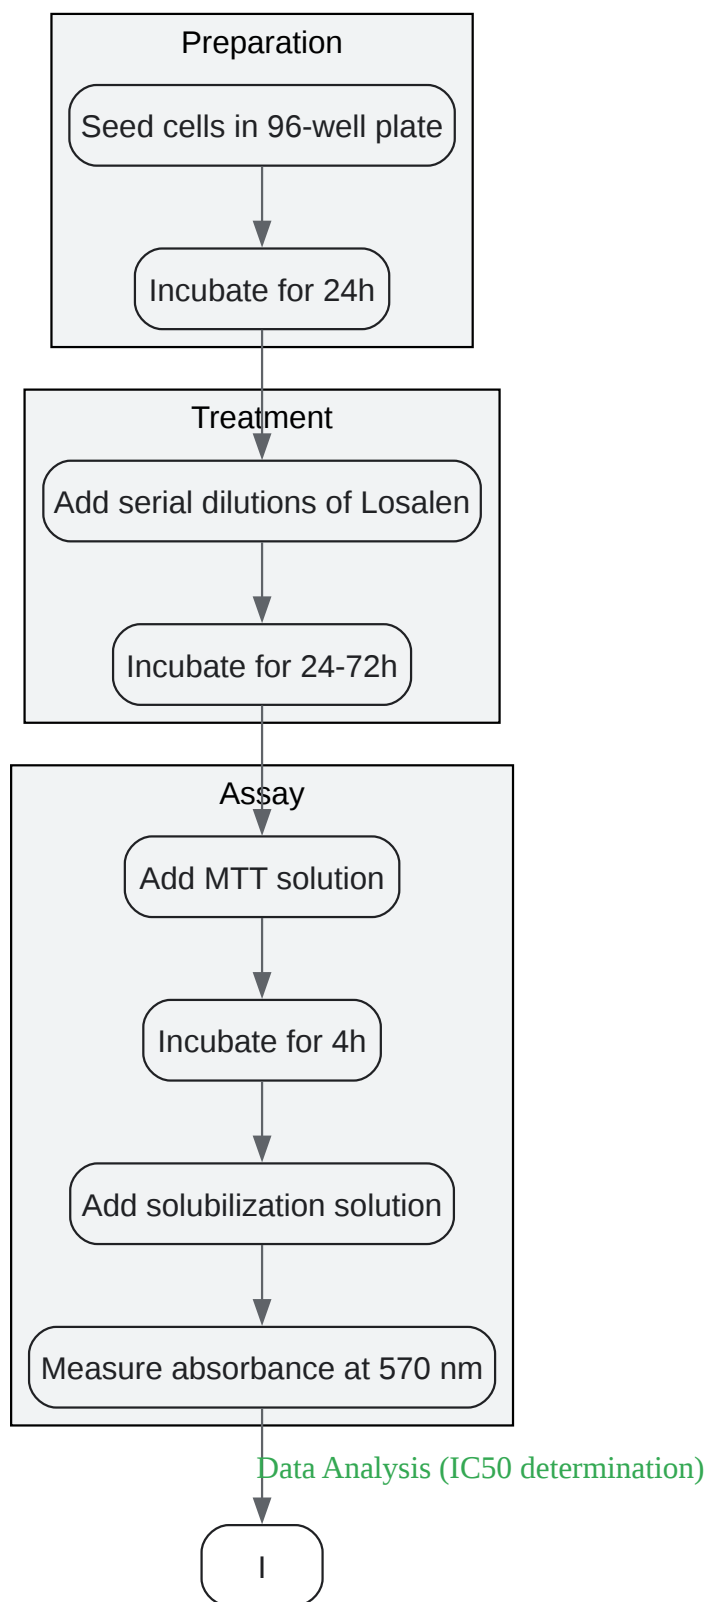 Preparation
Seed cells in 96-well plate
Incubate for 24h
Treatment
Add serial dilutions of Losalen
Incubate for 24-72h
Assay
Add MTT solution
Incubate for 4h
Add solubilization solution
Measure absorbance at 570 nm
Data Analysis (IC50 determination)
I